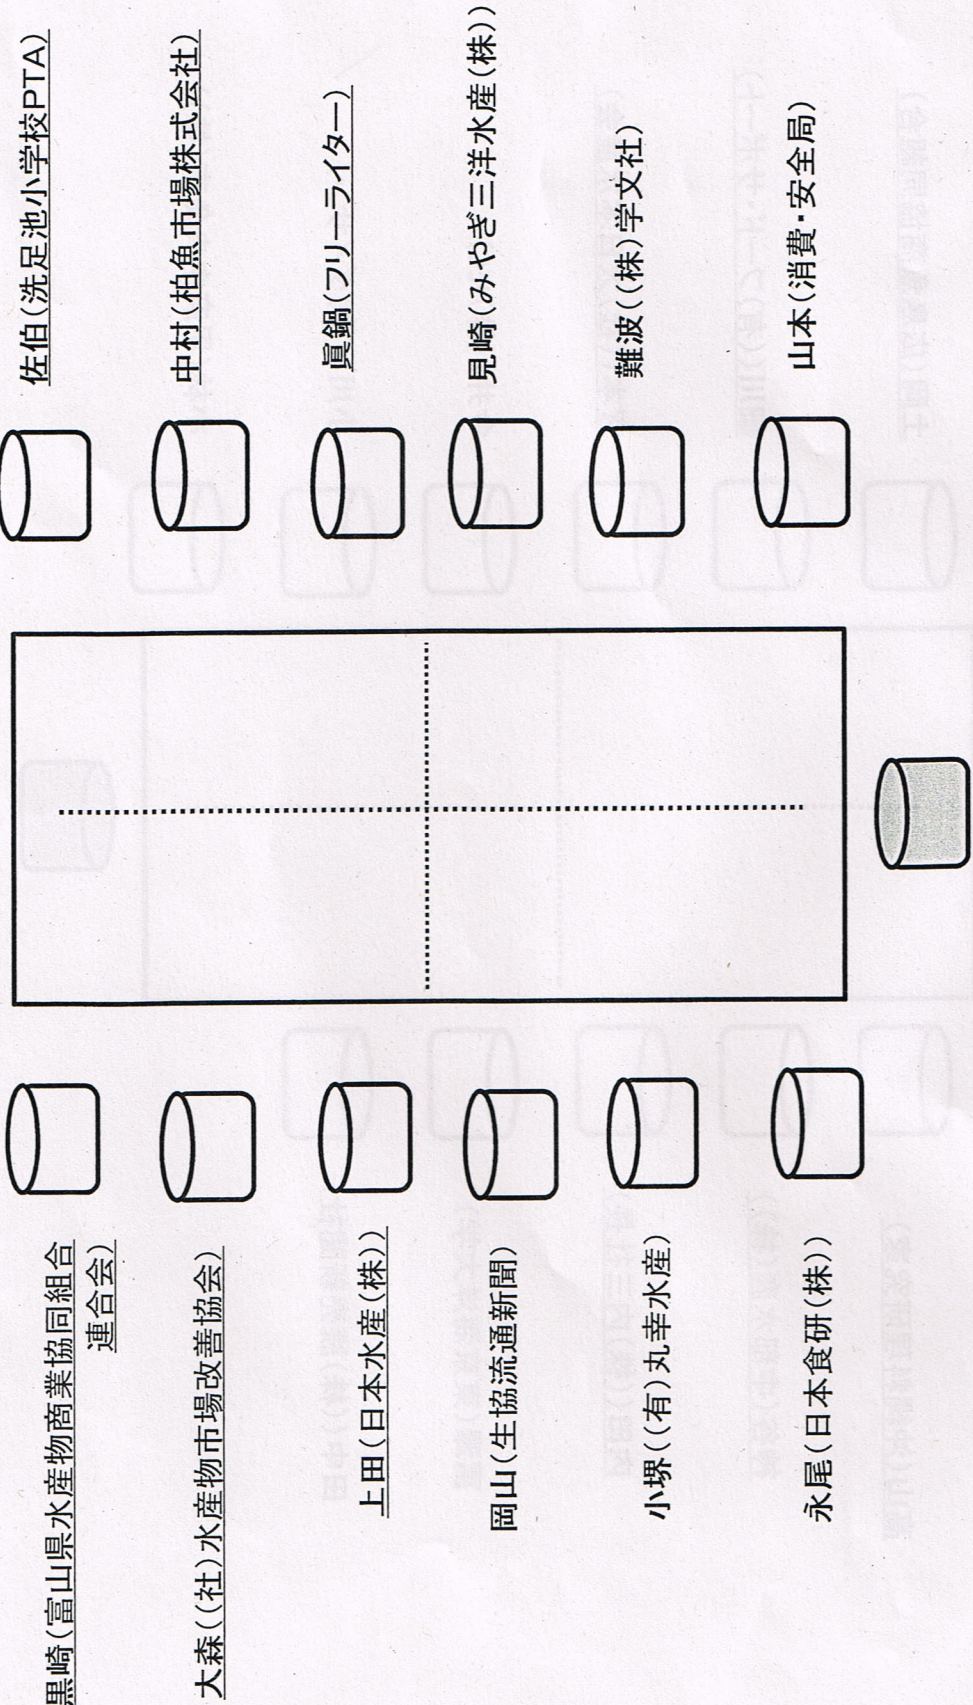 佐伯(洗足池小学校PTA)
中村(柏魚市場株式会社)
眞鍋(フリーライター)
見崎(みやぎ三洋水産(株))
難波((株)学文社)
山本(消費・安全局)
黒崎(富山県水産物商業協同組合
連合会)
大森((社)水産物市場改善協会)
上田(日本水産(株))
岡山(生協流通新聞)
小堺((有)丸幸水産)
永尾(日本食研(株))